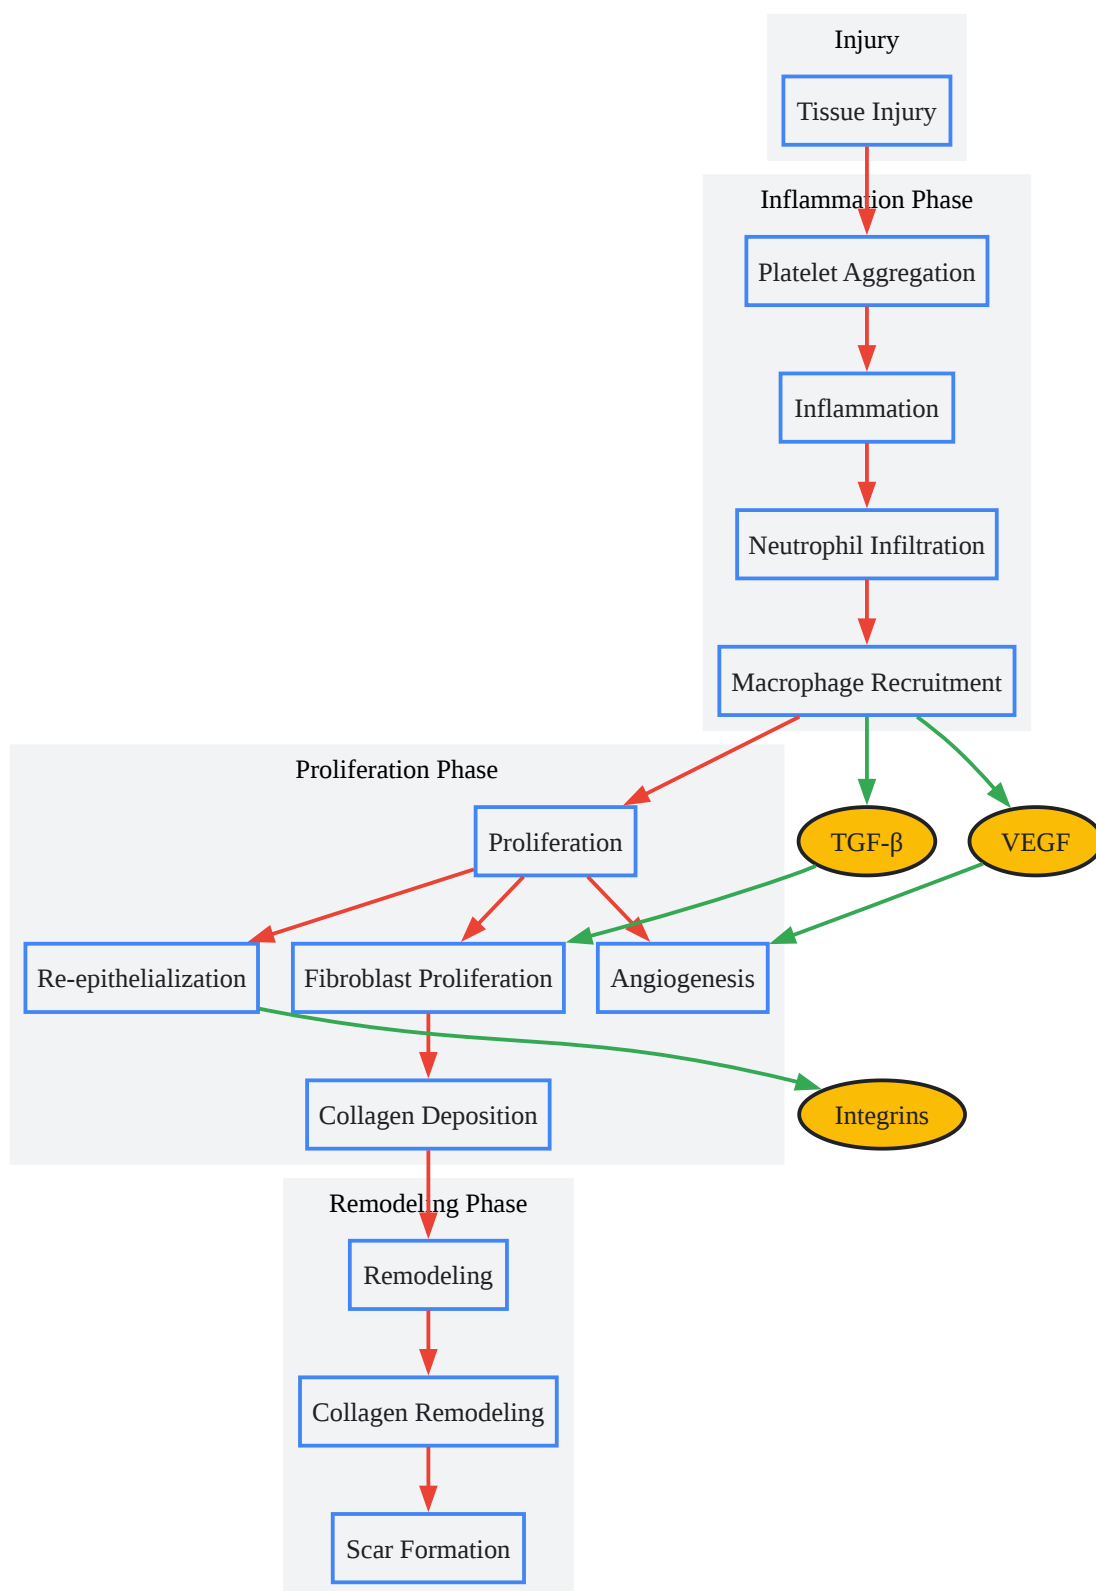 Injury
Tissue Injury
Inflammation Phase
Platelet Aggregation
Inflammation
Neutrophil Infiltration
Macrophage Recruitment
Proliferation Phase
Proliferation
TGF-β
VEGF
Re-epithelialization
Fibroblast Proliferation
Angiogenesis
Collagen Deposition
Integrins
Remodeling Phase
Remodeling
Collagen Remodeling
Scar Formation